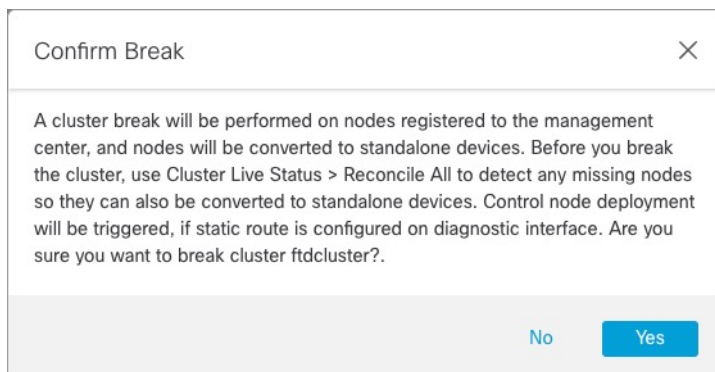 Confirm Break
A cluster break will be performed on nodes registered to the management
center, and nodes will be converted to standalone devices. Before you break
the cluster, use Cluster Live Status > Reconcile All to detect any missing nodes
so they can also be converted to standalone devices. Control node deployment
will be triggered, if static route is configured on diagnostic interface. Are you
sure you want to break cluster ftdcluster?.
No
Yes